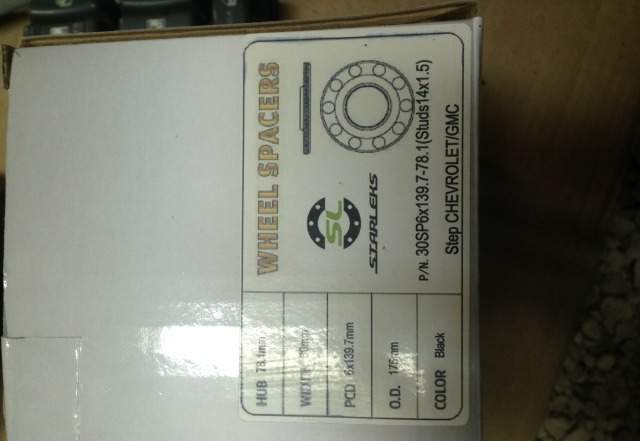 WHEEL SPACERS
SL
STARLEKS
P/N. 30SP6x139.7-78.1(Studs14x1.5)
Step CHEVROLET/GMC
HUB 78.1mm
WIDTH
PCD 6x139.7mm
O.D. 175mm
COLOR Black